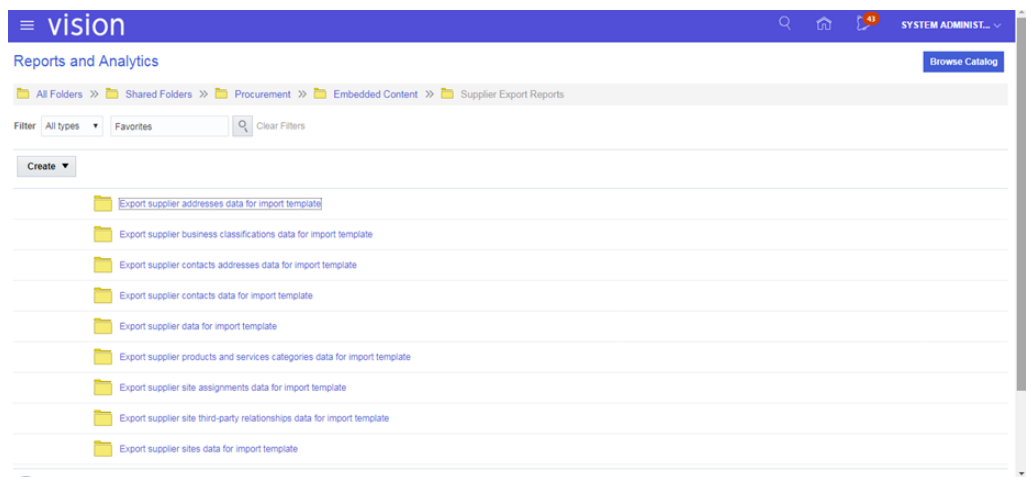 vision
43
SYSTEM ADMINIST...
Reports and Analytics
Browse Catalog
All Folders » Shared Folders » Procurement » Embedded Content » Supplier Export Reports
Filter All types Favorites Clear Filters
Create
Export supplier addresses data for import template
Export supplier business classifications data for import template
Export supplier contacts addresses data for import template
Export supplier contacts data for import template
Export supplier data for import template
Export supplier products and services categories data for import template
Export supplier site assignments data for import template
Export supplier site third-party relationships data for import template
Export supplier sites data for import template